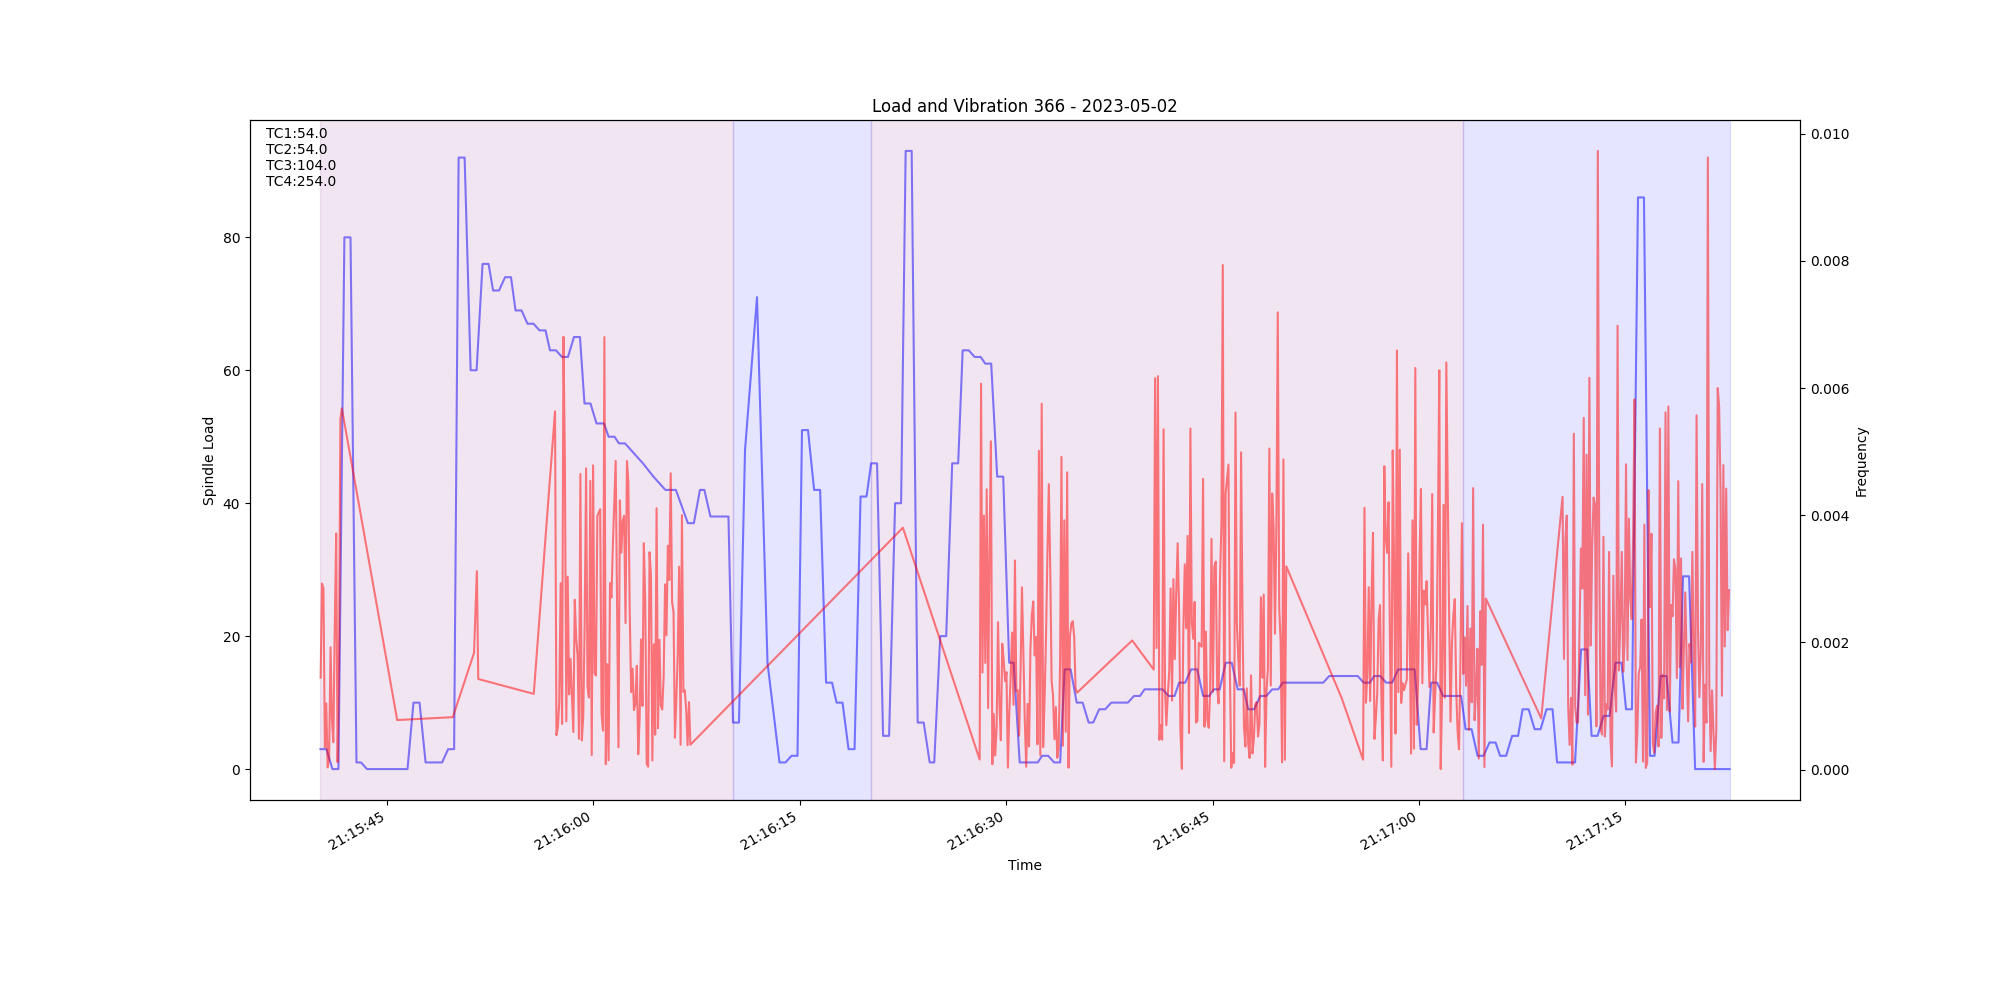 Load and Vibration 366 - 2023-05-02
TC1:54.0
TC2:54.0
TC3:104.0
TC4:254.0
Spindle Load
80
60
40
20
0
0.010
0.008
0.006
0.004
0.002
0.000
Frequency
21:15:45
21:16:00
21:16:15
21:16:30
21:16:45
21:17:00
21:17:15
Time